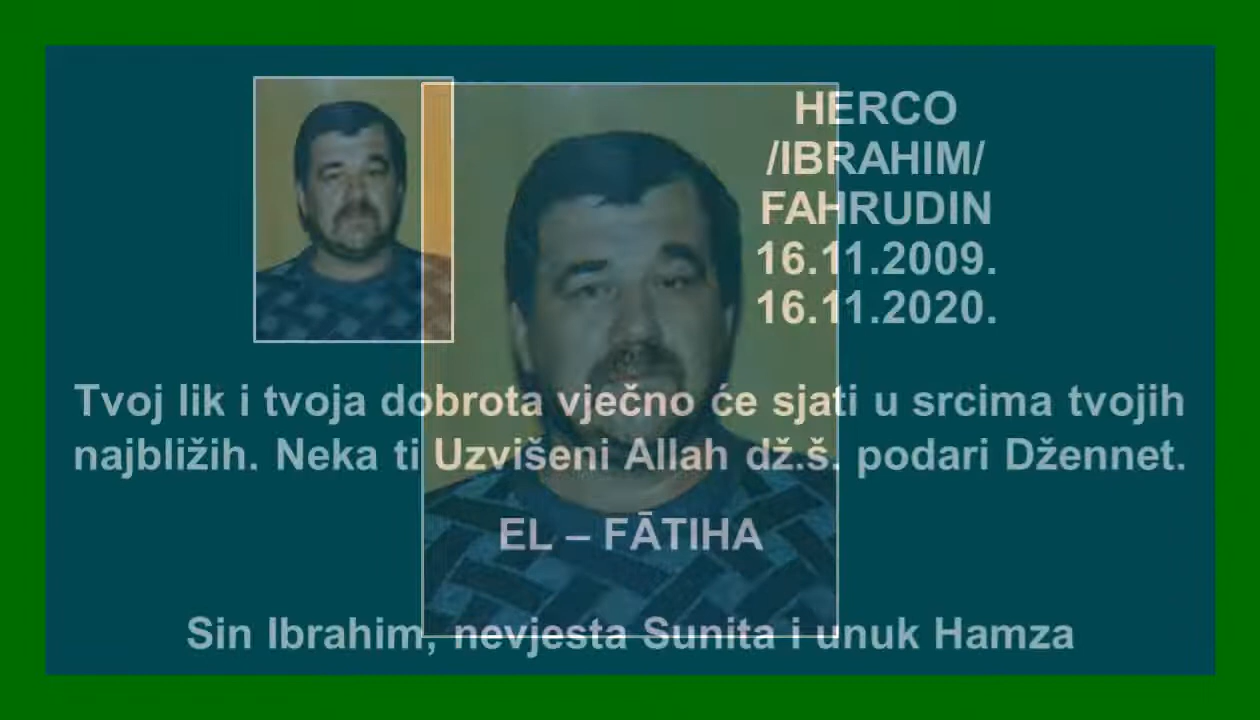 HERCO
/IBRAHIM/
FAHRUDIN
16.11.2009.
16.11.2020.
Tvoj lik i tvoja dobrota vječno će sjati u srcima tvojih
najbližih. Neka ti Uzvišeni Allah dž.š. podari Džennet.
EL – FĀTIHA
Sin Ibrahim, nevjesta Sunita i unuk Hamza